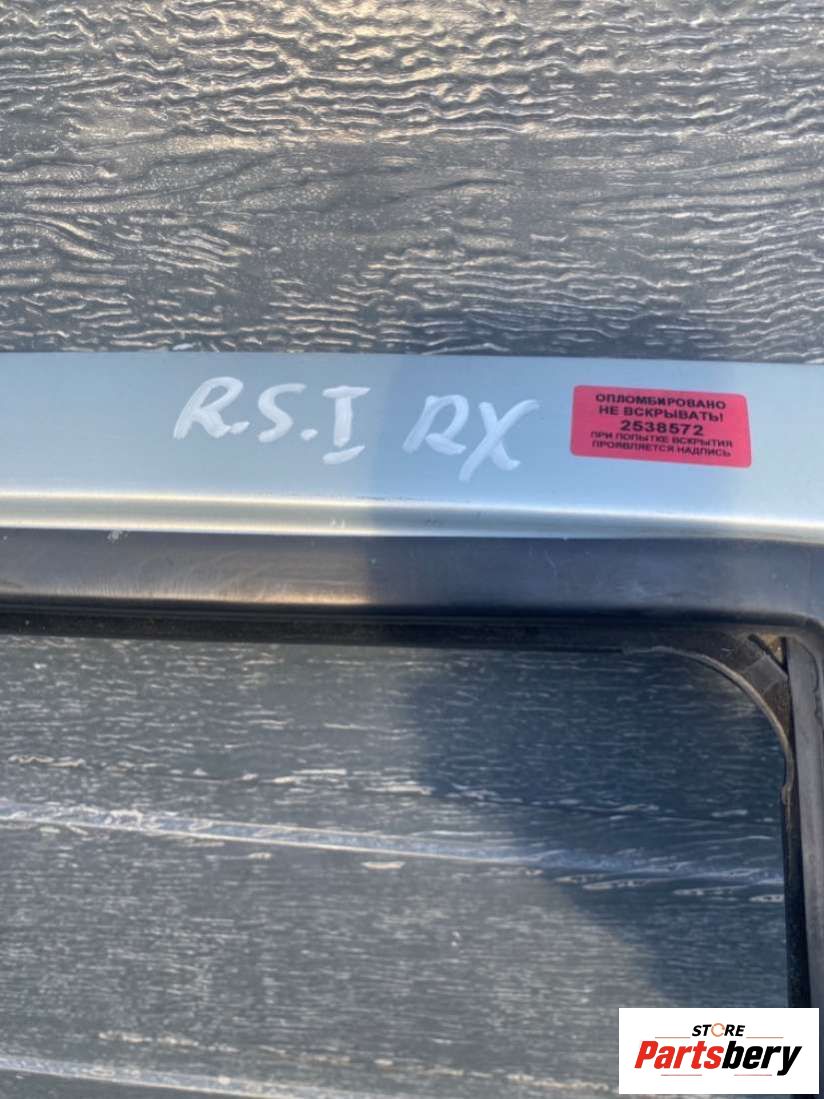 R.S.I RX
ОПЛОМБИРОВАНО
НЕ ВСКРЫВАТЬ!
2538572
ПРИ ПОПЫТКЕ ВСКРЫТИЯ
ПРОЯВЛЯЕТСЯ НАДПИСЬ
STORE
Partsbery